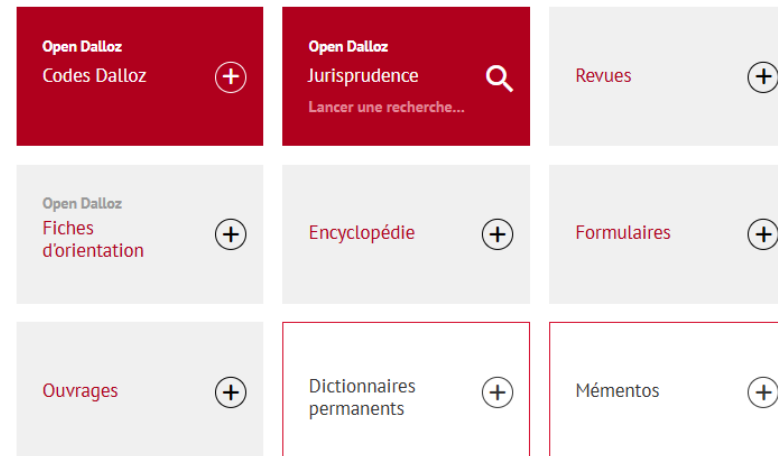 Open Dalloz
Codes Dalloz
Open Dalloz
Jurisprudence
Lancer une recherche...
Revues
Open Dalloz
Fiches
d'orientation
Encyclopédie
Formulaires
Ouvrages
Dictionnaires
permanents
Mémentos